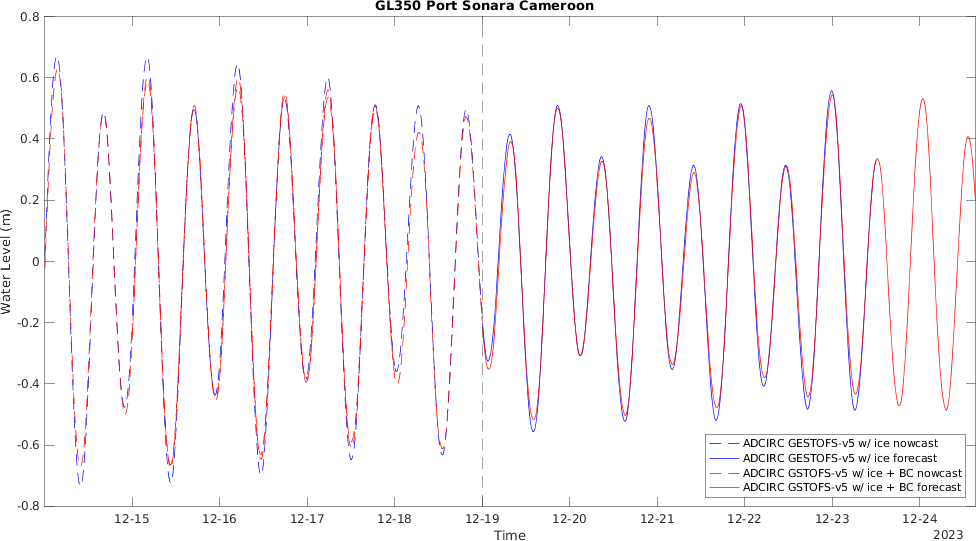 GL350 Port Sonara Cameroon
0.8
0.6
0.4
0.2
0
-0.2
-0.4
-0.6
-0.8
Water Level (m)
ADCIRC GESTOFS-v5 w/ ice nowcast
ADCIRC GESTOFS-v5 w/ ice forecast
ADCIRC GSTOFS-v5 w/ ice + BC nowcast
ADCIRC GSTOFS-v5 w/ ice + BC forecast
12-15 12-16 12-17 12-18 12-19 12-20 12-21 12-22 12-23 12-24
Time
2023